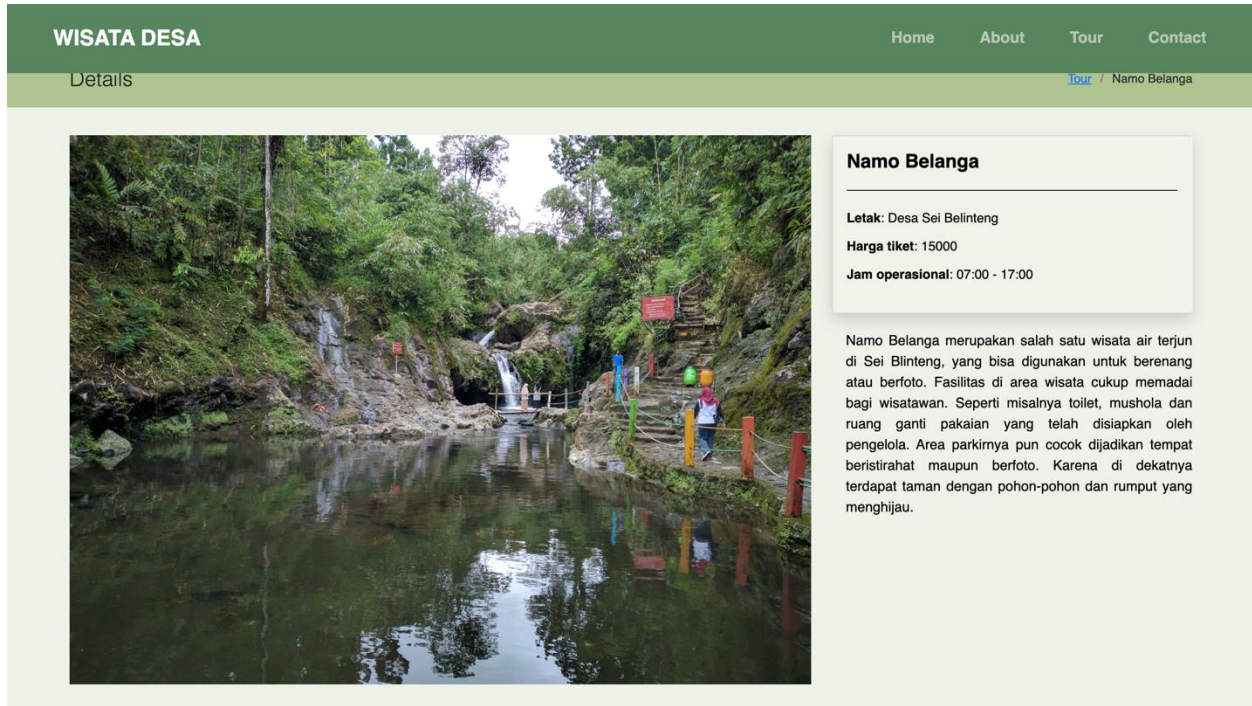 WISATA DESA
Home About Tour Contact
Details
Tour / Namo Belanga
Namo Belanga
Letak: Desa Sei Belinteng
Harga tiket: 15000
Jam operasional: 07:00 - 17:00
Namo Belanga merupakan salah satu wisata air terjun
di Sei Blinteng, yang bisa digunakan untuk berenang
atau berfoto. Fasilitas di area wisata cukup memadai
bagi wisatawan. Seperti misalnya toilet, mushola dan
ruang ganti pakaian yang telah disiapkan oleh
pengelola. Area parkirnya pun cocok dijadikan tempat
beristirahat maupun berfoto. Karena di dekatnya
terdapat taman dengan pohon-pohon dan rumput yang
menghijau.